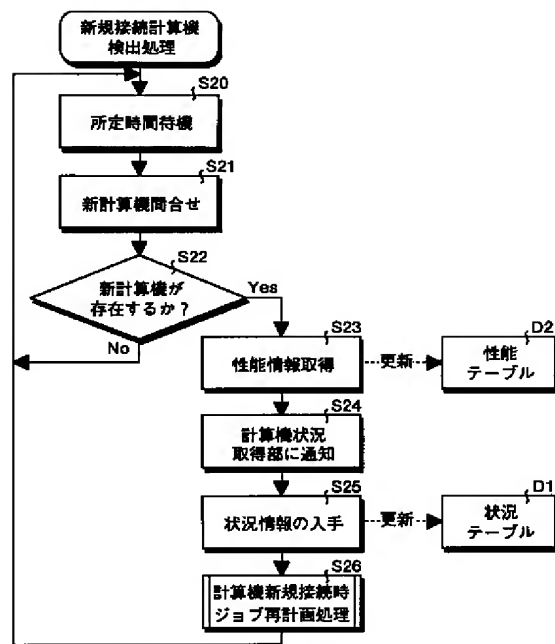 新規接続計算機
検出処理
S20
所定時間待機
S21
新計算機問合せ
S22
新計算機が
存在するか？
Yes
No
S23
性能情報取得
更新
D2
性能
テーブル
S24
計算機状況
取得部に通知
S25
状況情報の入手
更新
D1
状況
テーブル
S26
計算機新規接続時
ジョブ再計画処理